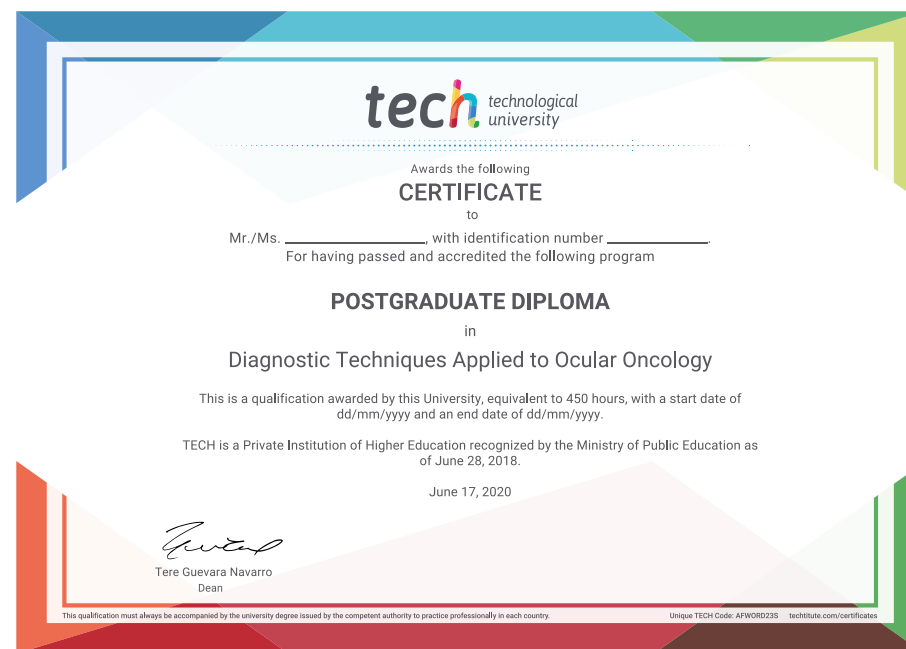 tech technological
university
Awards the following
CERTIFICATE
to
Mr./Ms. ____________, with identification number ____________.
For having passed and accredited the following program
POSTGRADUATE DIPLOMA
in
Diagnostic Techniques Applied to Ocular Oncology
This is a qualification awarded by this University, equivalent to 450 hours, with a start date of
dd/mm/yyyy and an end date of dd/mm/yyyy.
TECH is a Private Institution of Higher Education recognized by the Ministry of Public Education as
of June 28, 2018.
June 17, 2020
Tere Guevara Navarro
Dean
This qualification must always be accompanied by the university degree issued by the competent authority to practice professionally in each country.
Unique TECH Code: AFWORD23S techtitute.com/certificates